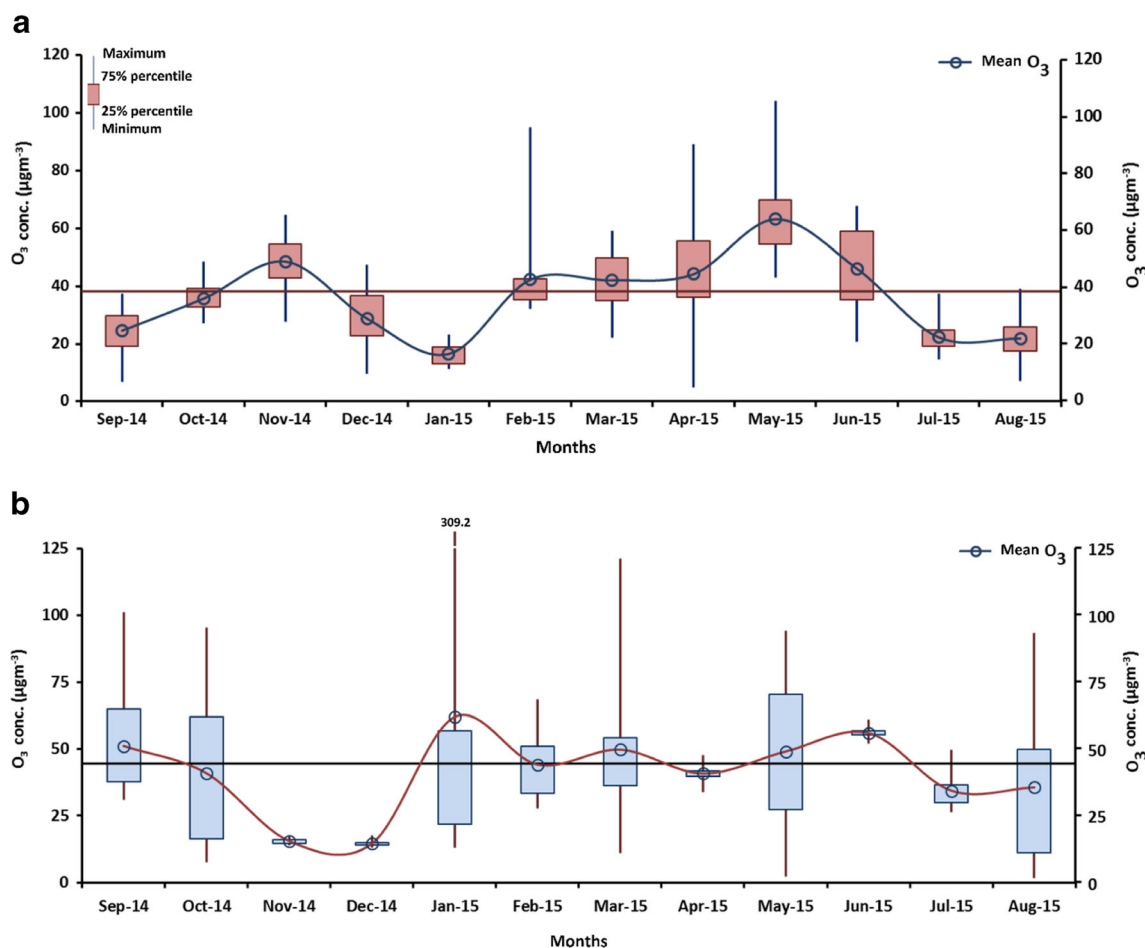 a
Maximum
75% percentile
25% percentile
Minimum
Mean O3
120
100
80
60
40
20
0
O3 conc. (µgm-3)
120
100
80
60
40
20
0
O3 conc. (µgm-3)
Sep-14 Oct-14 Nov-14 Dec-14 Jan-15 Feb-15 Mar-15 Apr-15 May-15 Jun-15 Jul-15 Aug-15
Months
b
309.2
Mean O3
125
100
75
50
25
0
O3 conc. (µgm-3)
125
100
75
50
25
0
O3 conc. (µgm-3)
Sep-14 Oct-14 Nov-14 Dec-14 Jan-15 Feb-15 Mar-15 Apr-15 May-15 Jun-15 Jul-15 Aug-15
Months